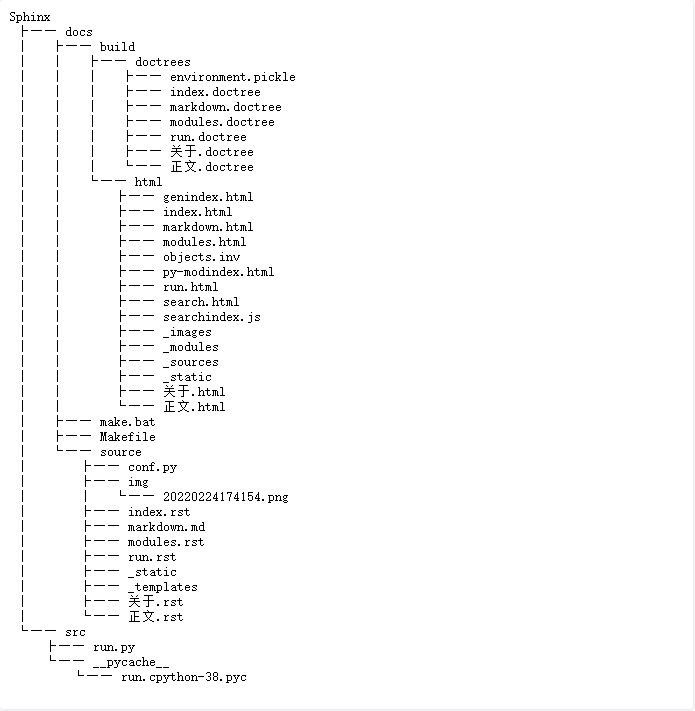 Sphinx
├── docs
│   ├── build
│   │   ├── doctrees
│   │   │   ├── environment.pickle
│   │   │   ├── index.doctree
│   │   │   ├── markdown.doctree
│   │   │   ├── modules.doctree
│   │   │   ├── run.doctree
│   │   │   ├── 关于.doctree
│   │   │   └── 正文.doctree
│   │   └── html
│   │       ├── genindex.html
│   │       ├── index.html
│   │       ├── markdown.html
│   │       ├── modules.html
│   │       ├── objects.inv
│   │       ├── py-modindex.html
│   │       ├── run.html
│   │       ├── search.html
│   │       ├── searchindex.js
│   │       ├── _images
│   │       ├── _modules
│   │       ├── _sources
│   │       ├── _static
│   │       ├── 关于.html
│   │       └── 正文.html
│   ├── make.bat
│   ├── Makefile
│   └── source
│       ├── conf.py
│       ├── img
│       │   └── 20220224174154.png
│       ├── index.rst
│       ├── markdown.md
│       ├── modules.rst
│       ├── run.rst
│       ├── _static
│       ├── _templates
│       ├── 关于.rst
│       └── 正文.rst
└── src
    ├── run.py
    └── __pycache__
        └── run.cpython-38.pyc